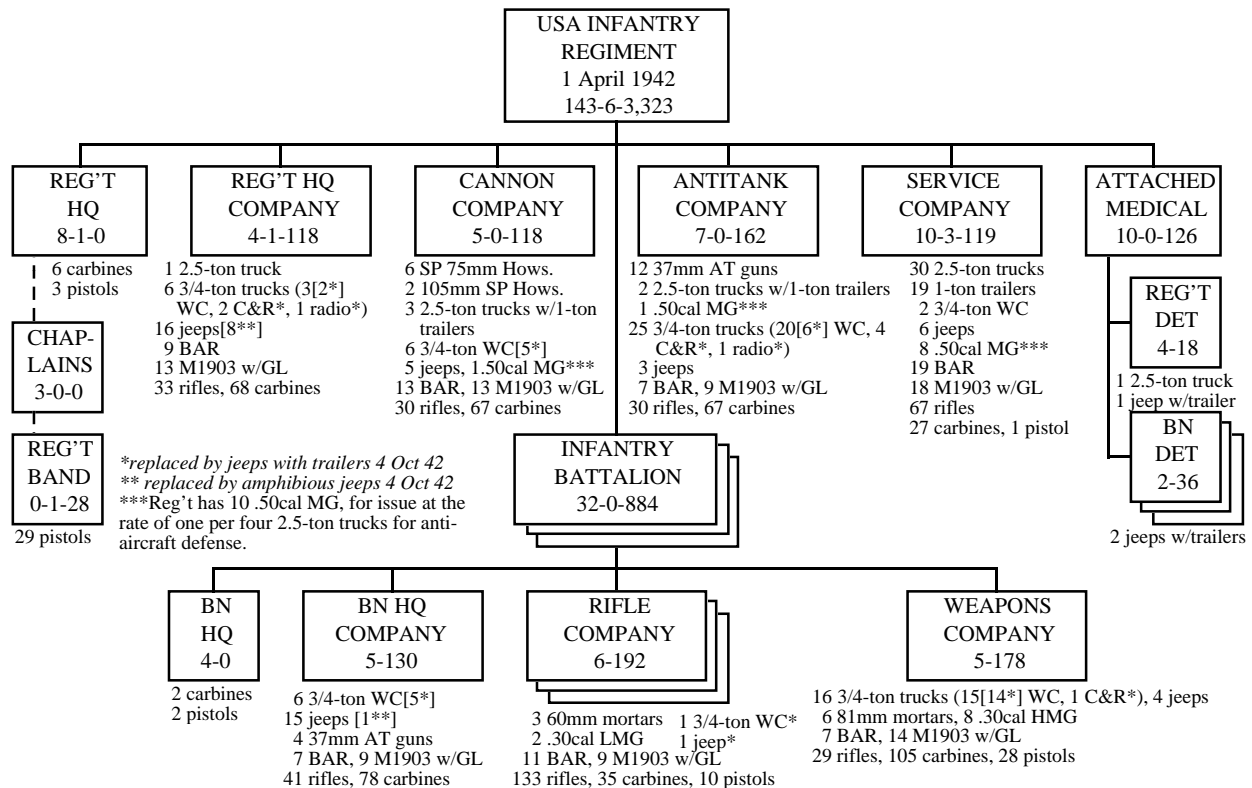 USA INFANTRY
REGIMENT
1 April 1942
143-6-3,323
REG'T
HQ
8-1-0
6 carbines
3 pistols
CHAP-
LAINS
3-0-0
REG'T
BAND
0-1-28
29 pistols
REG'T HQ
COMPANY
4-1-118
1 2.5-ton truck
6 3/4-ton trucks (3[2*]
WC, 2 C&R*, 1 radio*)
16 jeeps[8**]
9 BAR
13 M1903 w/GL
33 rifles, 68 carbines
CANNON
COMPANY
5-0-118
6 SP 75mm Hows.
2 105mm SP Hows.
3 2.5-ton trucks w/1-ton
trailers
6 3/4-ton WC[5*]
5 jeeps, 1.50cal MG***
13 BAR, 13 M1903 w/GL
30 rifles, 67 carbines
ANTITANK
COMPANY
7-0-162
12 37mm AT guns
2 2.5-ton trucks w/1-ton trailers
1 .50cal MG***
25 3/4-ton trucks (20[6*] WC, 4
C&R*, 1 radio*)
3 jeeps
7 BAR, 9 M1903 w/GL
30 rifles, 67 carbines
SERVICE
COMPANY
10-3-119
30 2.5-ton trucks
19 1-ton trailers
2 3/4-ton WC
6 jeeps
8 .50cal MG***
19 BAR
18 M1903 w/GL
67 rifles
27 carbines, 1 pistol
ATTACHED
MEDICAL
10-0-126
REG'T
DET
4-18
1 2.5-ton truck
1 jeep w/trailer
BN
DET
2-36
2 jeeps w/trailers
*replaced by jeeps with trailers 4 Oct 42
** replaced by amphibious jeeps 4 Oct 42
***Reg't has 10 .50cal MG, for issue at the
rate of one per four 2.5-ton trucks for anti-
aircraft defense.
INFANTRY
BATTALION
32-0-884
BN
HQ
4-0
2 carbines
2 pistols
BN HQ
COMPANY
5-130
6 3/4-ton WC[5*]
15 jeeps [1**]
4 37mm AT guns
7 BAR, 9 M1903 w/GL
41 rifles, 78 carbines
RIFLE
COMPANY
6-192
3 60mm mortars
2 .30cal LMG
1 3/4-ton WC*
1 jeep*
11 BAR, 9 M1903 w/GL
133 rifles, 35 carbines, 10 pistols
WEAPONS
COMPANY
5-178
16 3/4-ton trucks (15[14*] WC, 1 C&R*), 4 jeeps
6 81mm mortars, 8 .30cal HMG
7 BAR, 14 M1903 w/GL
29 rifles, 105 carbines, 28 pistols